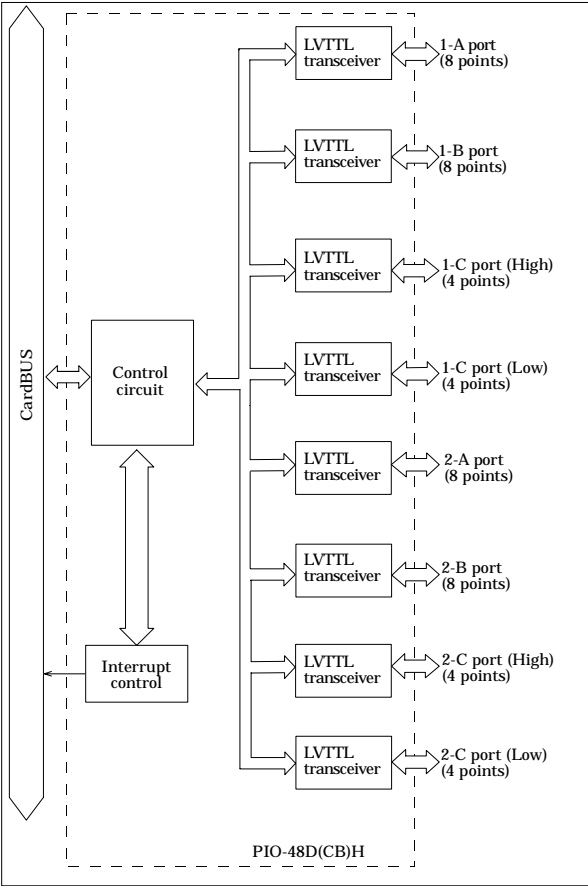 LVTTL
transceiver
1-A port
(8 points)
LVTTL
transceiver
1-B port
(8 points)
LVTTL
transceiver
1-C port (High)
(4 points)
CardBUS
Control
circuit
LVTTL
transceiver
1-C port (Low)
(4 points)
LVTTL
transceiver
2-A port
(8 points)
LVTTL
transceiver
2-B port
(8 points)
Interrupt
control
LVTTL
transceiver
2-C port (High)
(4 points)
LVTTL
transceiver
2-C port (Low)
(4 points)
PIO-48D(CB)H